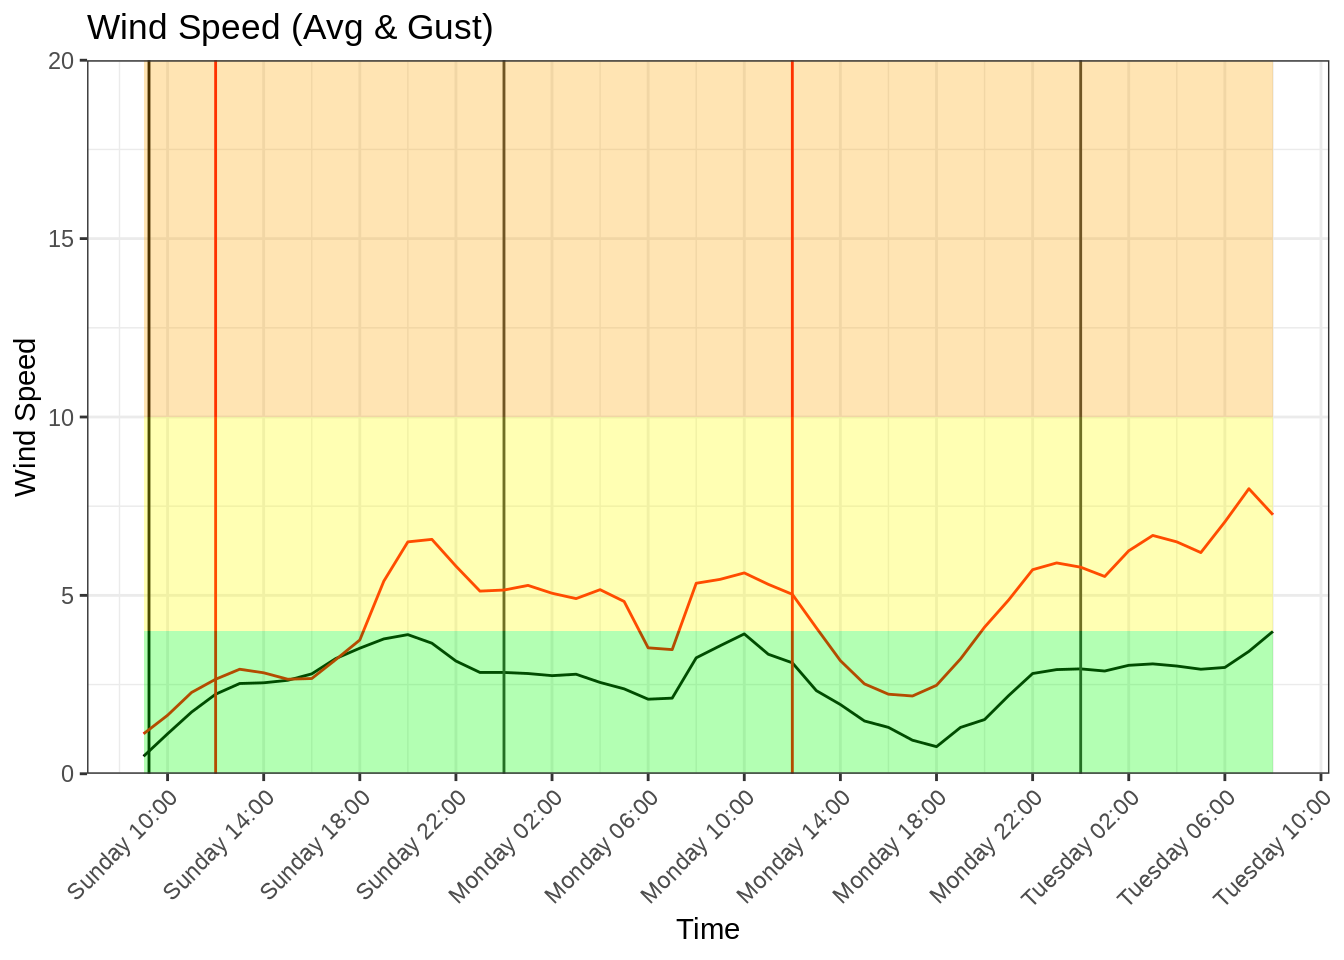 Wind Speed (Avg & Gust)
20
15
10
5
0
Wind Speed
Sunday 10:00
Sunday 14:00
Sunday 18:00
Sunday 22:00
Monday 02:00
Monday 06:00
Monday 10:00
Monday 14:00
Monday 18:00
Monday 22:00
Tuesday 02:00
Tuesday 06:00
Tuesday 10:00
Time